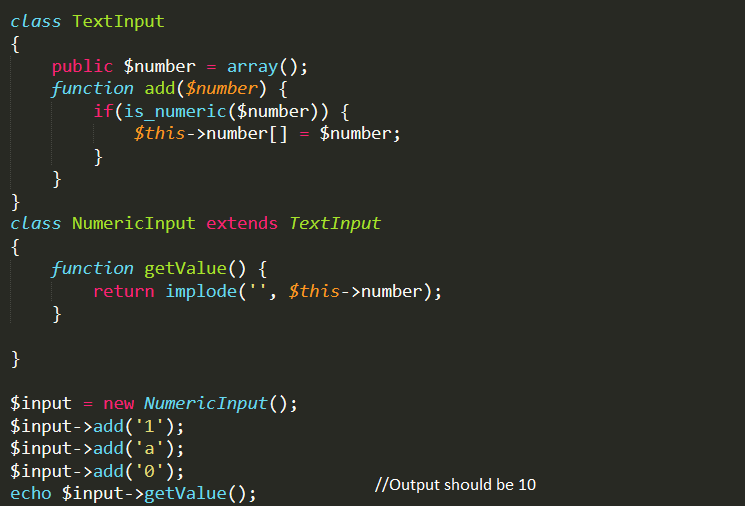 class TextInput
{
    public $number = array();
    function add($number) {
        if(is_numeric($number)) {
            $this->number[] = $number;
        }
    }
}
class NumericInput extends TextInput
{
    function getValue() {
        return implode('', $this->number);
    }
}
$input = new NumericInput();
$input->add('1');
$input->add('a');
$input->add('0');
echo $input->getValue(); //Output should be 10